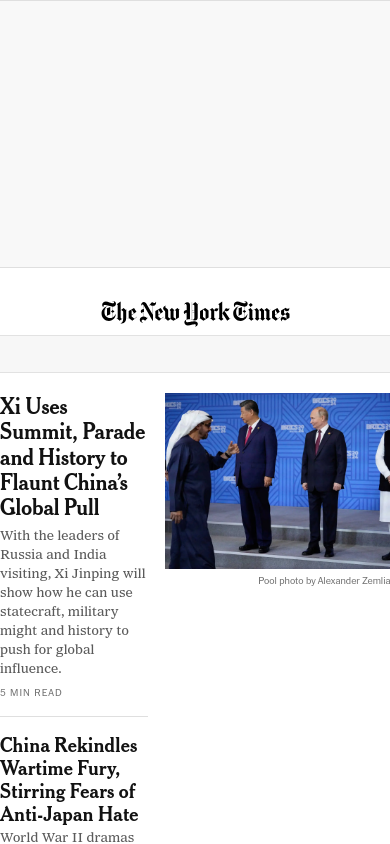 The New York Times
Xi Uses
Summit, Parade
and History to
Flaunt China's
Global Pull
With the leaders of
Russia and India
visiting, Xi Jinping will
show how he can use
statecraft, military
might and history to
push for global
influence.
5 MIN READ
Pool photo by Alexander Zemlia
China Rekindles
Wartime Fury,
Stirring Fears of
Anti-Japan Hate
World War II dramas